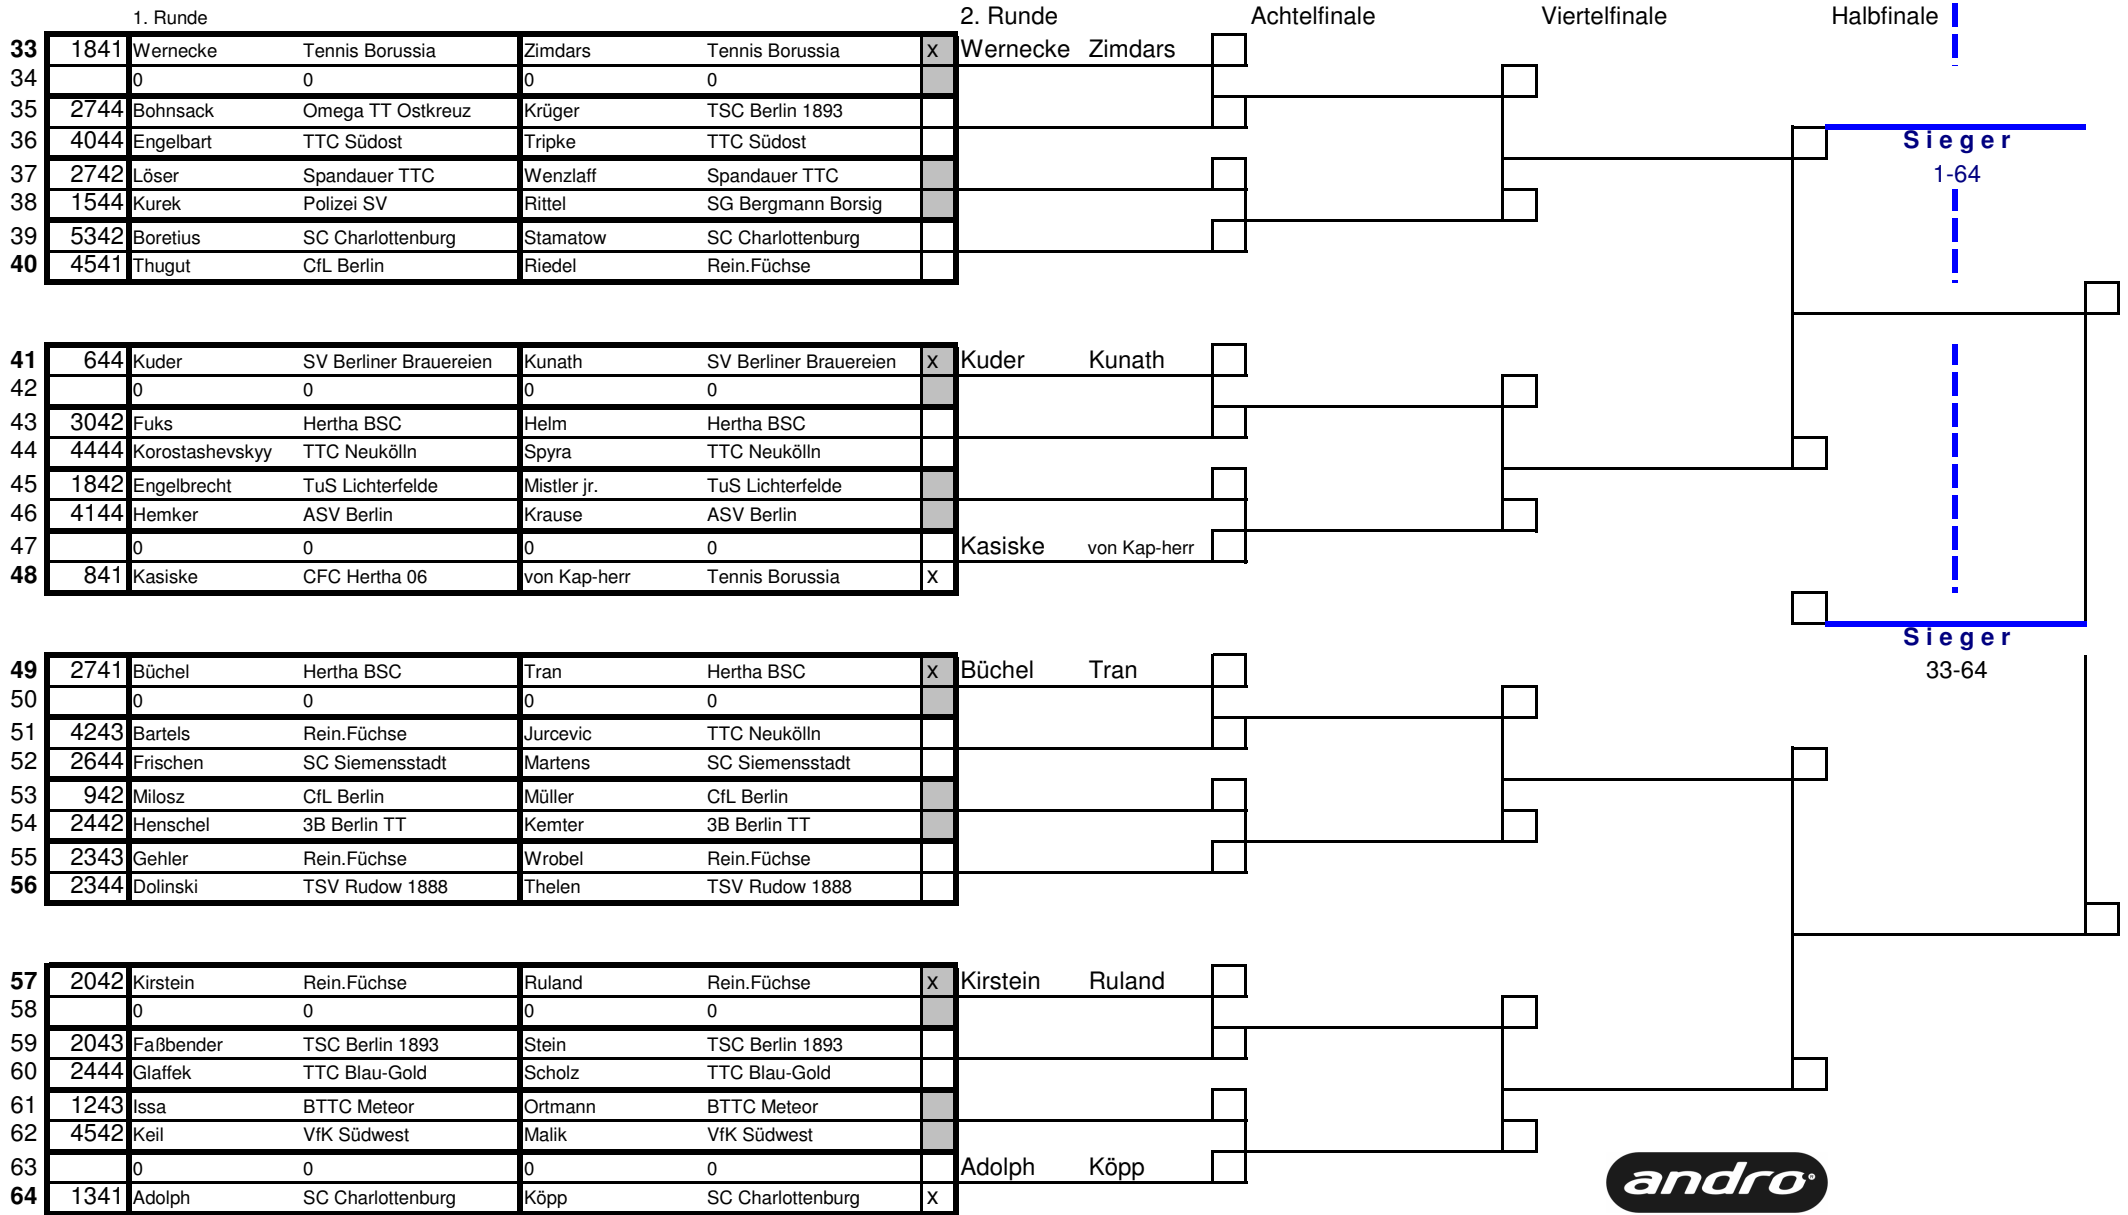 1. Runde 2. Runde Achtelfinale Viertelfinale Halbfinale
33 1841 Wernecke Tennis Borussia Zimdars Tennis Borussia x Wernecke Zimdars
34 0 0 0 0
35 2744 Bohnsack Omega TT Ostkreuz Krüger TSC Berlin 1893
36 4044 Engelbart TTC Südost Tripke TTC Südost Sieger
37 2742 Löser Spandauer TTC Wenzlaff Spandauer TTC 1-64
38 1544 Kurek Polizei SV Rittel SG Bergmann Borsig
39 5342 Boretius SC Charlottenburg Stamatow SC Charlottenburg
40 4541 Thugut CfL Berlin Riedel Rein.Füchse
41 644 Kuder SV Berliner Brauereien Kunath SV Berliner Brauereien x Kuder Kunath
42 0 0 0 0
43 3042 Fuks Hertha BSC Helm Hertha BSC
44 4444 Korostashevskyy TTC Neukölln Spyra TTC Neukölln
45 1842 Engelbrecht TuS Lichterfelde Mistler jr. TuS Lichterfelde
46 4144 Hemker ASV Berlin Krause ASV Berlin
47 0 0 0 0 Kasiske von Kap-herr
48 841 Kasiske CFC Hertha 06 von Kap-herr Tennis Borussia x
Sieger
49 2741 Büchel Hertha BSC Tran Hertha BSC x Büchel Tran 33-64
50 0 0 0 0
51 4243 Bartels Rein.Füchse Jurcevic TTC Neukölln
52 2644 Frischen SC Siemensstadt Martens SC Siemensstadt
53 942 Milosz CfL Berlin Müller CfL Berlin
54 2442 Henschel 3B Berlin TT Kemter 3B Berlin TT
55 2343 Gehler Rein.Füchse Wrobel Rein.Füchse
56 2344 Dolinski TSV Rudow 1888 Thelen TSV Rudow 1888
57 2042 Kirstein Rein.Füchse Ruland Rein.Füchse x Kirstein Ruland
58 0 0 0 0
59 2043 Faßbender TSC Berlin 1893 Stein TSC Berlin 1893
60 2444 Glaffek TTC Blau-Gold Scholz TTC Blau-Gold
61 1243 Issa BTTC Meteor Ortmann BTTC Meteor
62 4542 Keil VfK Südwest Malik VfK Südwest
63 0 0 0 0 Adolph Köpp
64 1341 Adolph SC Charlottenburg Köpp SC Charlottenburg x
andro®